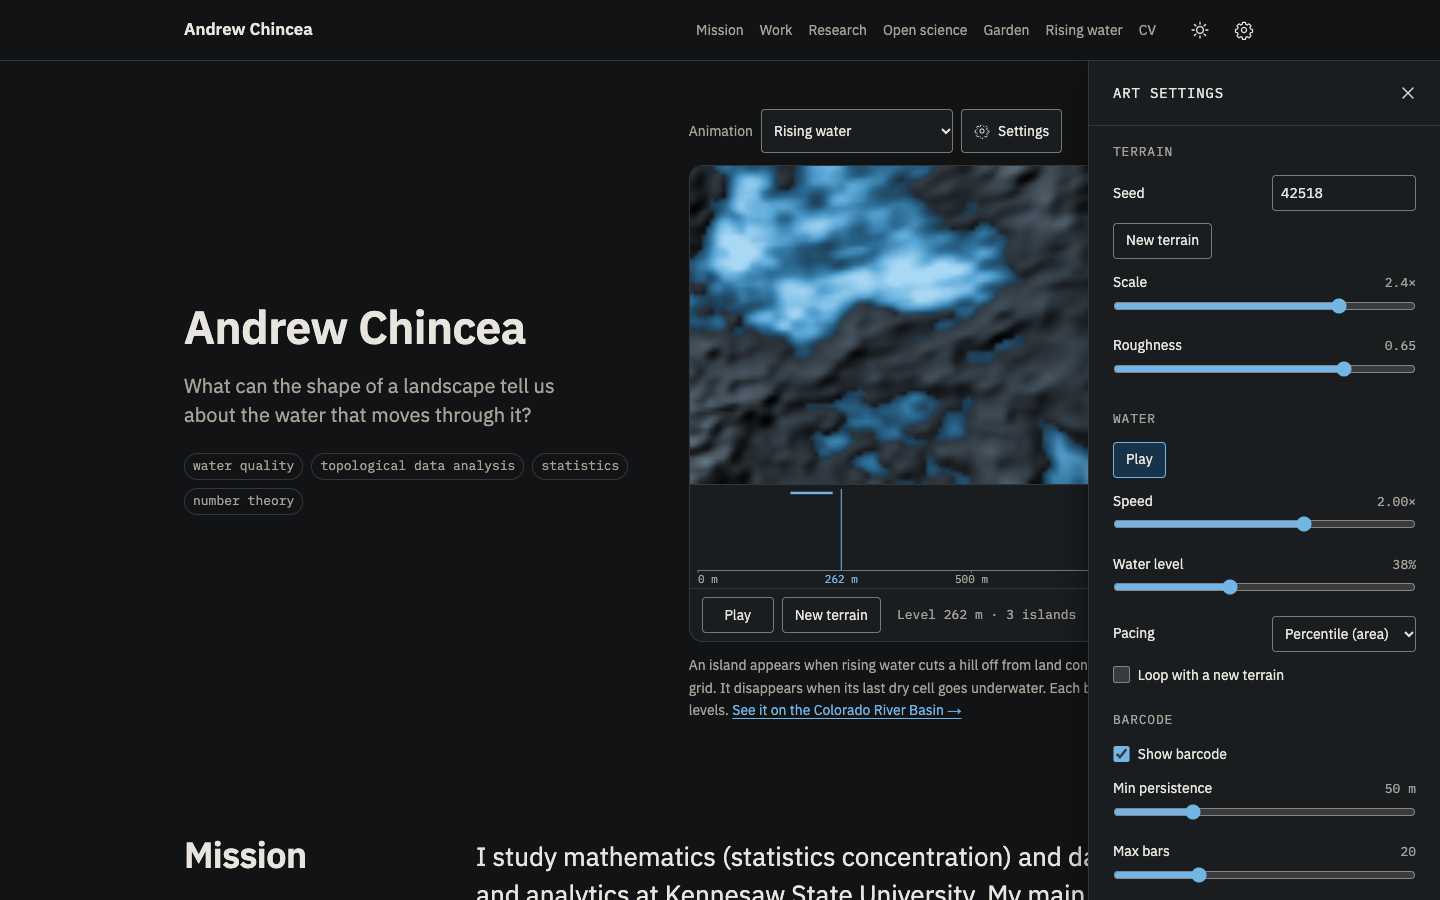 Andrew Chincea
Mission Work Research Open science Garden Rising water CV
ART SETTINGS
Animation Rising water Settings
TERRAIN
Seed 42518
New terrain
Scale 2.4×
Roughness 0.65
WATER
Play
Speed 2.00×
Water level 38%
Pacing Percentile (area)
Loop with a new terrain
BARCODE
Show barcode
Min persistence 50 m
Max bars 20
Andrew Chincea
What can the shape of a landscape tell us
about the water that moves through it?
water quality topological data analysis statistics
number theory
0 m 262 m 500 m
Play New terrain Level 262 m · 3 islands
An island appears when rising water cuts a hill off from land con
grid. It disappears when its last dry cell goes underwater. Each
levels. See it on the Colorado River Basin →
Mission
I study mathematics (statistics concentration) and da
and analytics at Kennesaw State University. My main